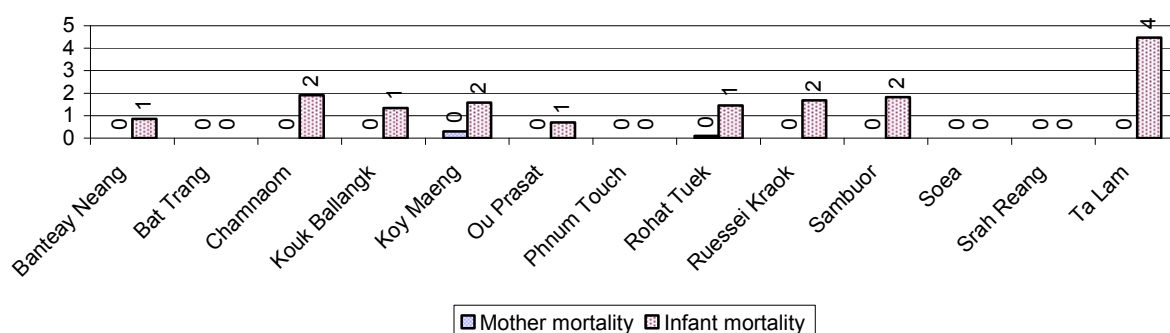 5
4
3
2
1
0
0 1
0 0
0 2
0 1
0 2
0 1
0 0
0 1
0 2
0 2
0 0
0 0
0 4
Banteay Neang
Bat Trang
Chamnaom
Kouk Ballangk
Koy Maeng
Ou Prasat
Phnum Touch
Rohat Tuek
Ruessei Kraok
Sambuor
Soea
Srah Reang
Ta Lam
Mother mortality Infant mortality